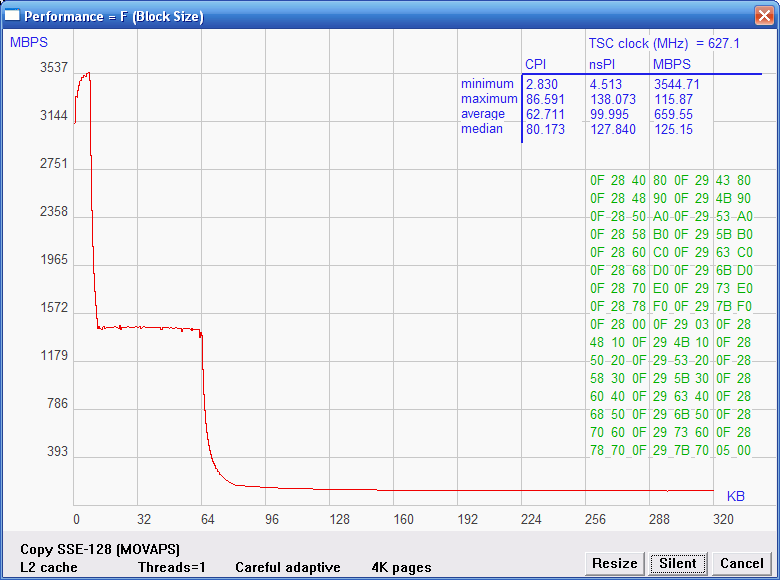 Performance = F (Block Size)
MBPS
TSC clock (MHz) = 627.1
CPI nsPI MBPS
minimum 2.830 4.513 3544.71
maximum 86.591 138.073 115.87
average 62.711 99.995 659.55
median 80.173 127.840 125.15
3537
3144
2751
2358
1965
1572
1179
786
393
0F 28 40 80 0F 29 43 80
0F 28 48 90 0F 29 4B 90
0F 28 50 A0 0F 29 53 A0
0F 28 58 B0 0F 29 5B B0
0F 28 60 C0 0F 29 63 C0
0F 28 68 D0 0F 29 6B D0
0F 28 70 E0 0F 29 73 E0
0F 28 78 F0 0F 29 7B F0
0F 28 00 0F 29 03 0F 28
48 10 0F 29 4B 10 0F 28
50 20 0F 29 53 20 0F 28
58 30 0F 29 5B 30 0F 28
60 40 0F 29 63 40 0F 28
68 50 0F 29 6B 50 0F 28
70 60 0F 29 73 60 0F 28
78 70 0F 29 7B 70 05 00
KB
0 32 64 96 128 160 192 224 256 288 320
Copy SSE-128 (MOVAPS)
L2 cache Threads=1 Careful adaptive 4K pages
Resize Silent Cancel